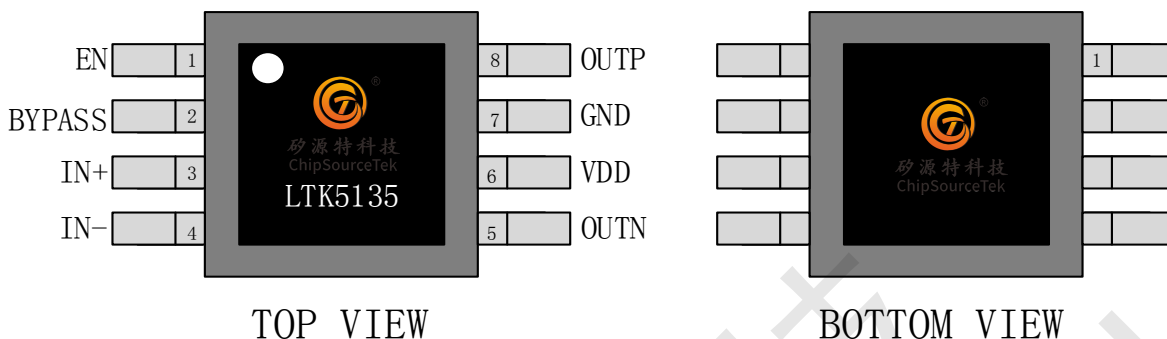 EN 1 8 OUTP
BYPASS 2 7 GND
IN+ 3 6 VDD
IN- 4 5 OUTN
®
矽源特科技
ChipSourceTek
LTK5135
TOP VIEW
1
®
矽源特科技
ChipSourceTek
BOTTOM VIEW